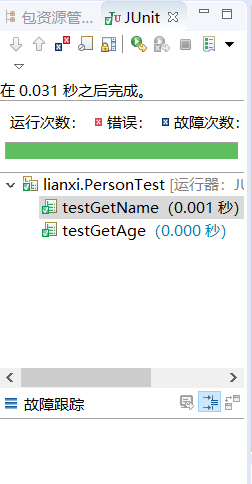 包资源管... JUnit
在 0.031 秒之后完成。
运行次数： 错误： 故障次数：
lianxi.PersonTest [运行器：JU
testGetName（0.001 秒）
testGetAge（0.000 秒）
故障跟踪